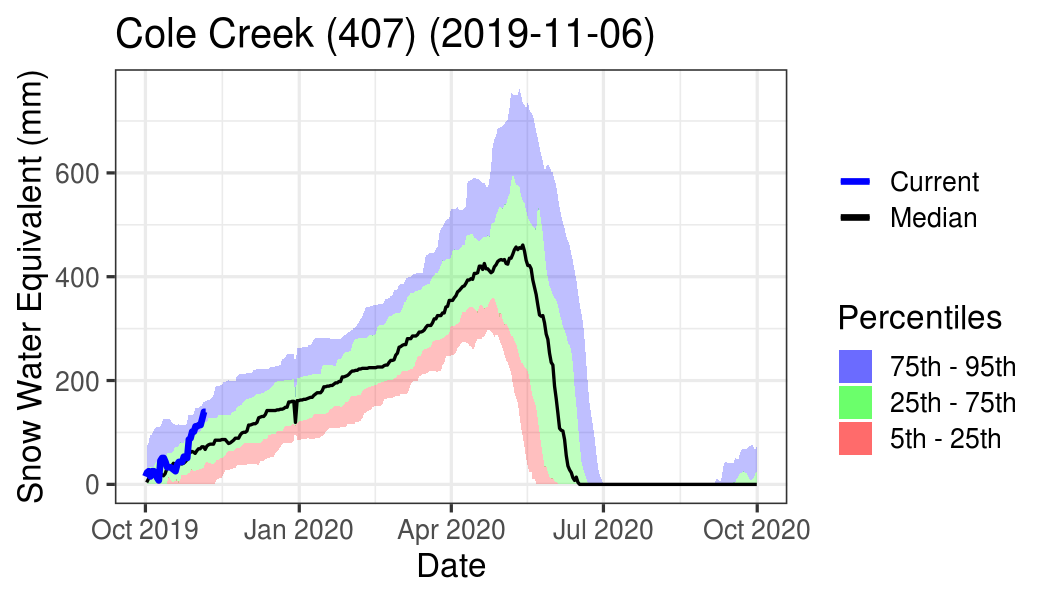 Cole Creek (407) (2019-11-06)
Snow Water Equivalent (mm)
600
400
200
0
Oct 2019 Jan 2020 Apr 2020 Jul 2020 Oct 2020
Date
Current
Median
Percentiles
75th - 95th
25th - 75th
5th - 25th